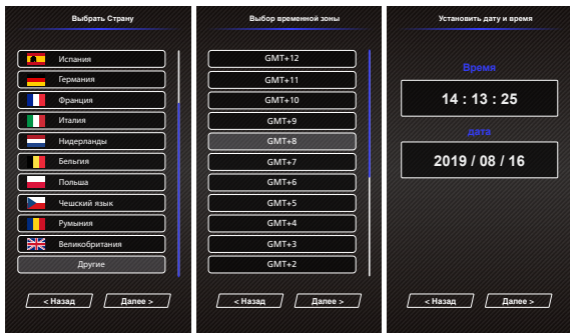 Выбрать Страну
Испания
Германия
Франция
Италия
Нидерланды
Бельгия
Польша
Чешский язык
Румыния
Великобритания
Другие
< Назад
Далее >
Выбор временной зоны
GMT+12
GMT+11
GMT+10
GMT+9
GMT+8
GMT+7
GMT+6
GMT+5
GMT+4
GMT+3
GMT+2
< Назад
Далее >
Установить дату и время
Время
14 : 13 : 25
дата
2019 / 08 / 16
< Назад
Далее >